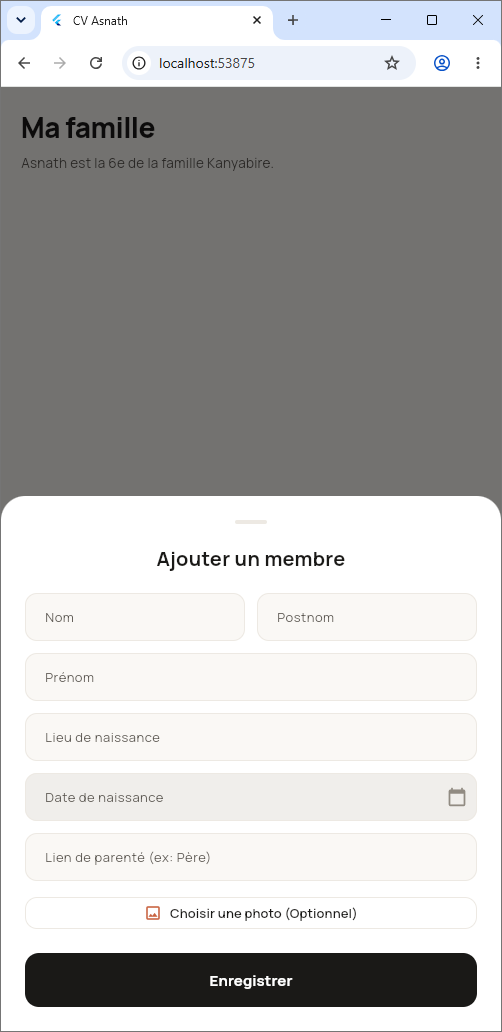 CV Asnath
localhost:53875
Ma famille
Asnath est la 6e de la famille Kanyabire.
Ajouter un membre
Nom
Postnom
Prénom
Lieu de naissance
Date de naissance
Lien de parenté (ex: Père)
Choisir une photo (Optionnel)
Enregistrer